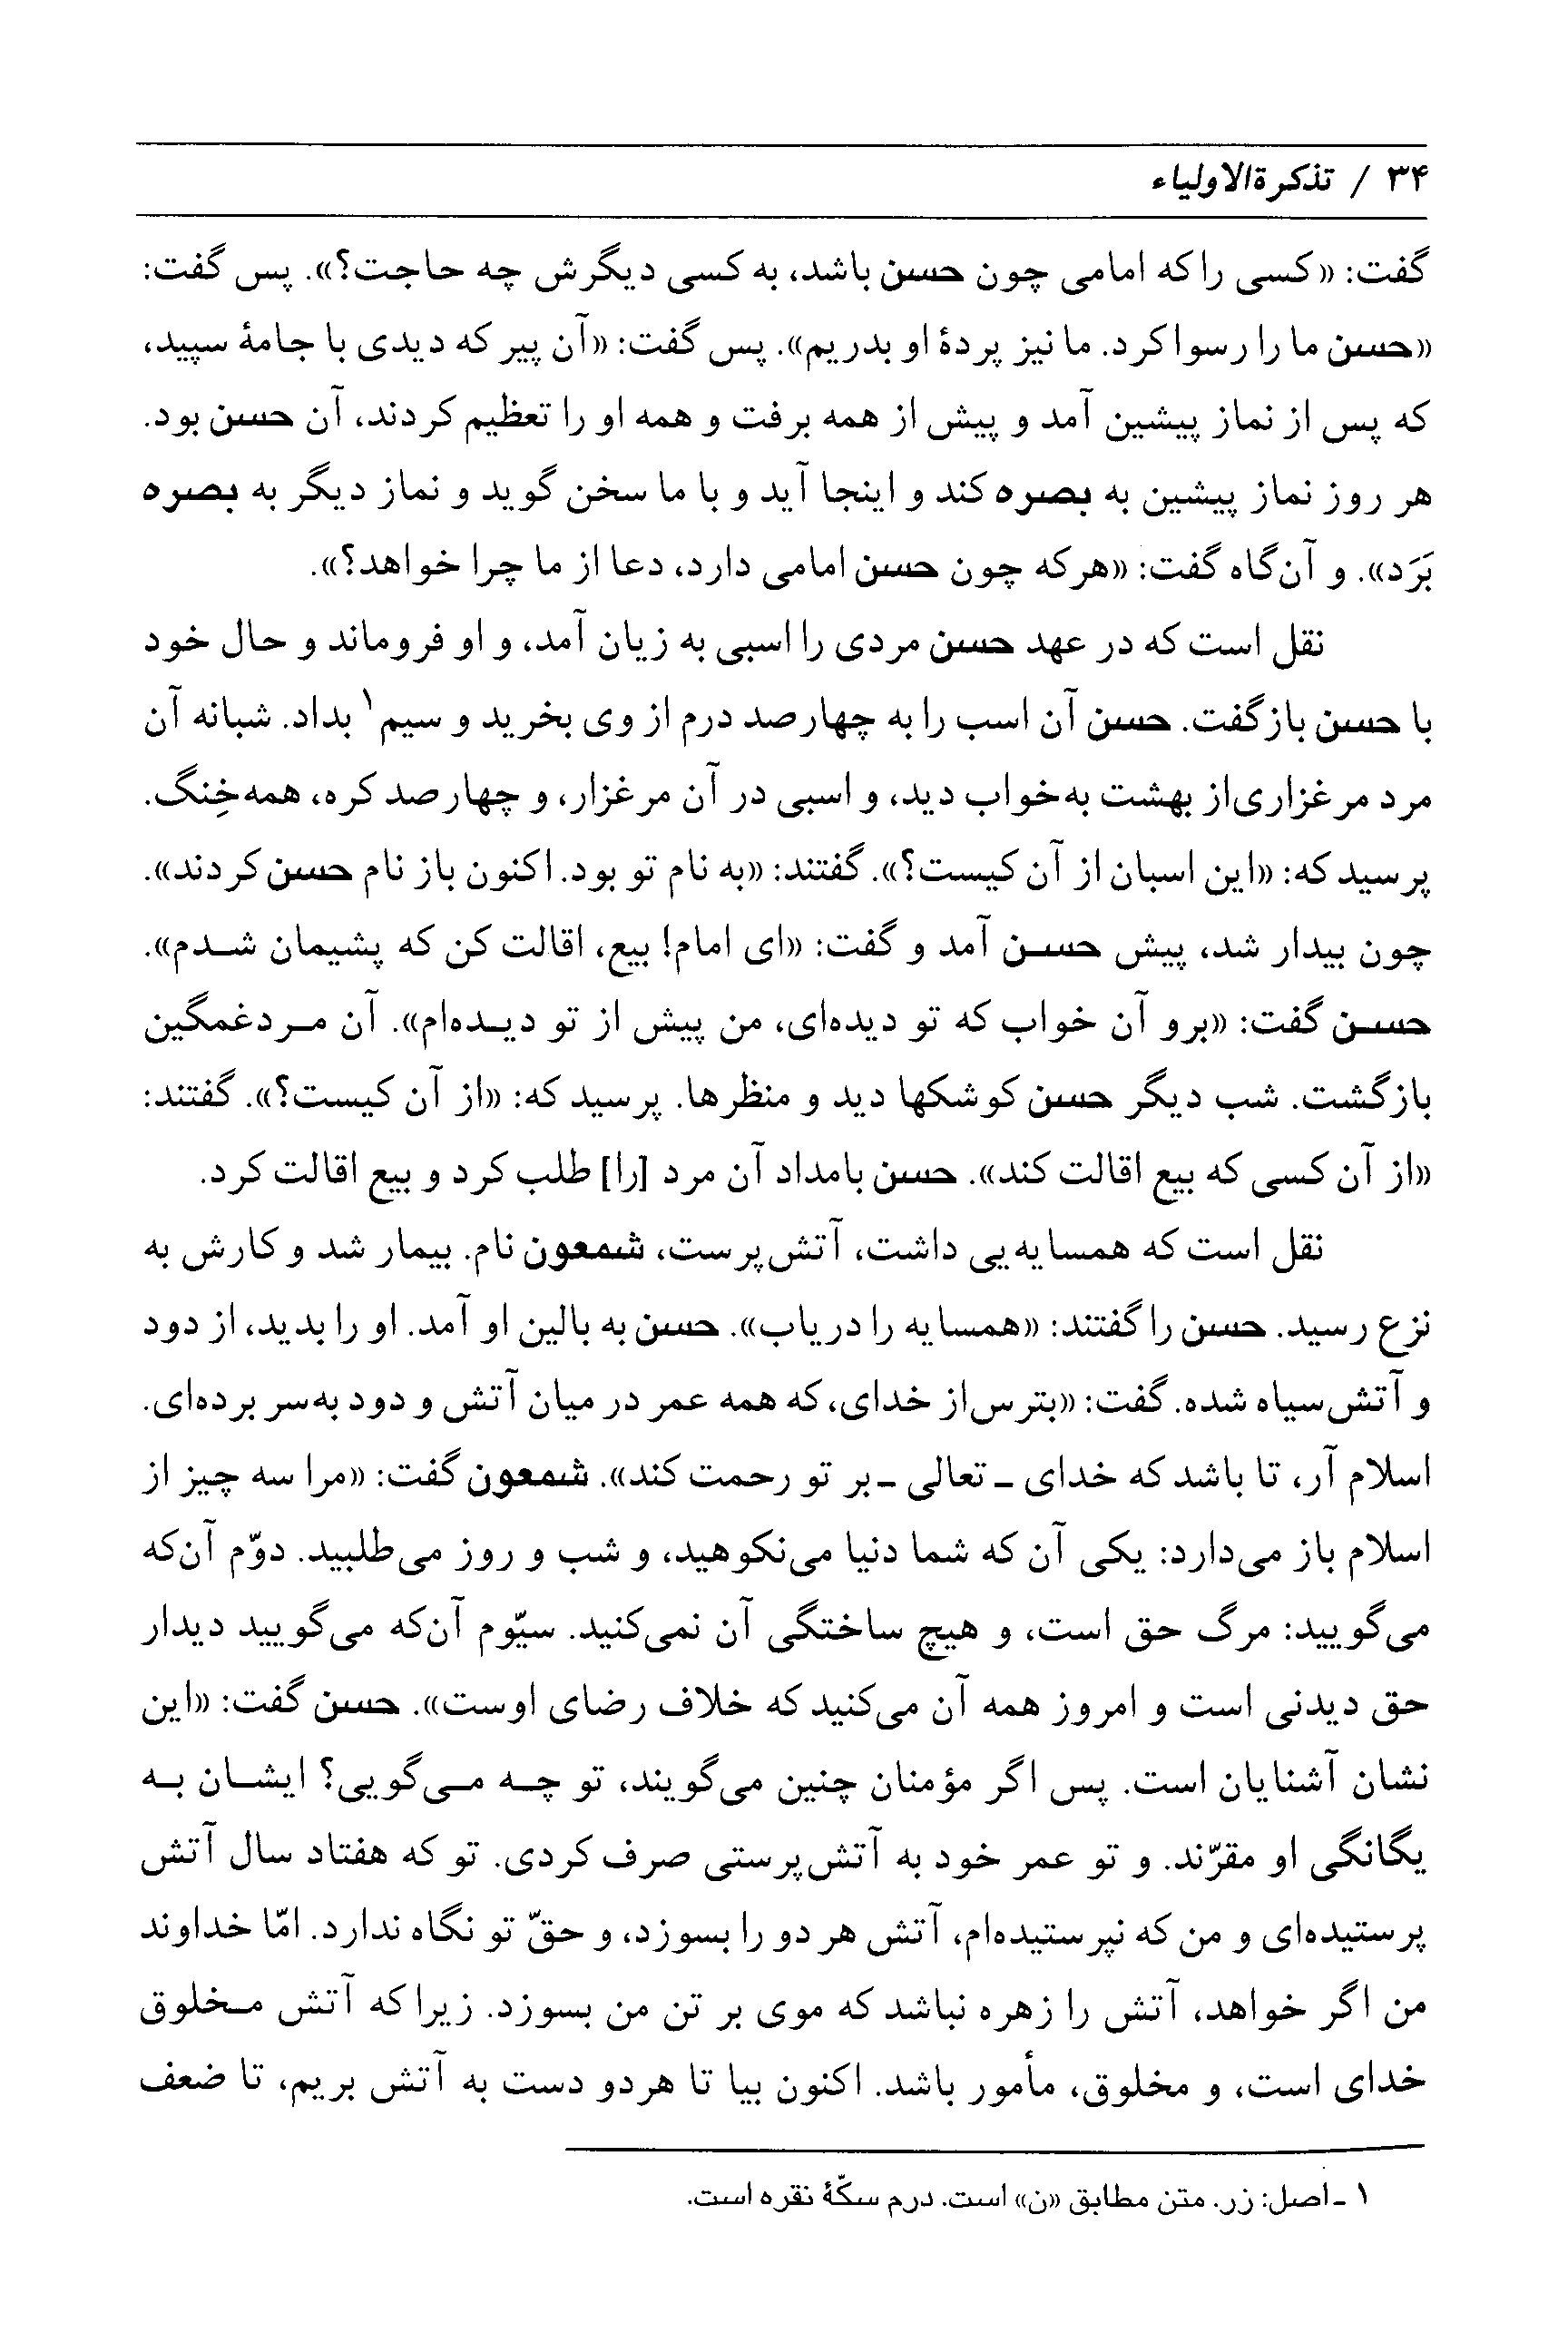 ۳۴ / تذکرةالاولیاء
گفت: «کسی را که امامی چون حسن باشد، به کسی دیگرش چه حاجت؟». پس گفت:
«حسن ما را رسوا کرد. ما نیز پردهٔ او بدریم». پس گفت: «آن پیر که دیدی با جامهٔ سپید،
که پس از نماز پیشین آمد و پیش از همه برفت و همه او را تعظیم کردند، آن حسن بود.
هر روز نماز پیشین به بصره کند و اینجا آید و با ما سخن گوید و نماز دیگر به بصره
بَرَد». و آن‌گاه گفت: «هرکه چون حسن امامی دارد، دعا از ما چرا خواهد؟».
نقل است که در عهد حسن مردی را اسبی به زیان آمد، و او فروماند و حال خود
با حسن بازگفت. حسن آن اسب را به چهارصد درم از وی بخرید و سیم۱ بداد. شبانه آن
مرد مرغزاری‌از بهشت به‌خواب دید، و اسبی در آن مرغزار، و چهارصد کره، همه‌خِنگ.
پرسید که: «این اسبان از آن کیست؟». گفتند: «به نام تو بود. اکنون باز نام حسن کردند».
چون بیدار شد، پیش حسـن آمد و گفت: «ای امام! بیع، اقالت کن که پشیمان شـدم».
حسـن گفت: «برو آن خواب که تو دیده‌ای، من پیش از تو دیـده‌ام». آن مـردغمگین
بازگشت. شب دیگر حسن کوشکها دید و منظرها. پرسید که: «از آن کیست؟». گفتند:
«از آن کسی که بیع اقالت کند». حسن بامداد آن مرد [را] طلب کرد و بیع اقالت کرد.
نقل است که همسایه‌یی داشت، آتش‌پرست، شمعون نام. بیمار شد و کارش به
نزع رسید. حسن را گفتند: «همسایه را دریاب». حسن به بالین او آمد. او را بدید، از دود
و آتش‌سیاه شده. گفت: «بترس‌از خدای، که همه عمر در میان آتش و دود به‌سر برده‌ای.
اسلام آر، تا باشد که خدای ـ تعالی ـ بر تو رحمت کند». شمعون گفت: «مرا سه چیز از
اسلام باز می‌دارد: یکی آن که شما دنیا می‌نکوهید، و شب و روز می‌طلبید. دوّم آن‌که
می‌گویید: مرگ حق است، و هیچ ساختگی آن نمی‌کنید. سیّوم آن‌که می‌گویید دیدار
حق دیدنی است و امروز همه آن می‌کنید که خلاف رضای اوست». حسن گفت: «این
نشان آشنایان است. پس اگر مؤمنان چنین می‌گویند، تو چـه مـی‌گویی؟ ایشـان بـه
یگانگی او مقرّند. و تو عمر خود به آتش‌پرستی صرف کردی. تو که هفتاد سال آتش
پرستیده‌ای و من که نپرستیده‌ام، آتش هر دو را بسوزد، و حقّ تو نگاه ندارد. امّا خداوند
من اگر خواهد، آتش را زهره نباشد که موی بر تن من بسوزد. زیرا که آتش مـخلوق
خدای است، و مخلوق، مأمور باشد. اکنون بیا تا هردو دست به آتش بریم، تا ضعف
۱ ـ اصل: زر. متن مطابق «ن» است. درم سکّهٔ نقره است.